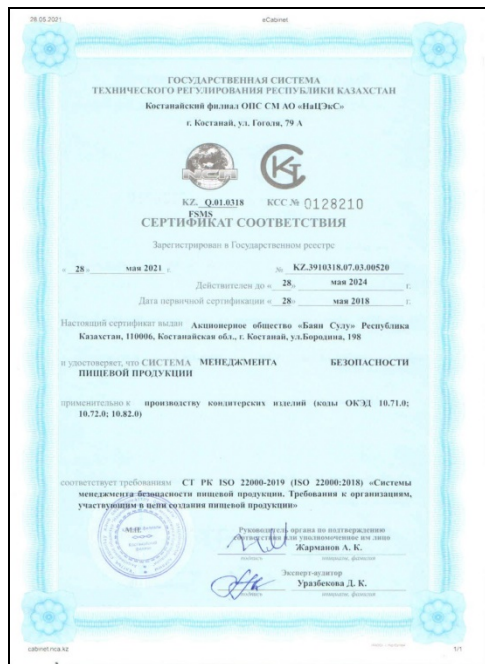 28.05.2021
eCabinet
ГОСУДАРСТВЕННАЯ СИСТЕМА
ТЕХНИЧЕСКОГО РЕГУЛИРОВАНИЯ РЕСПУБЛИКИ КАЗАХСТАН
Костанайский филиал ОПС СМ АО «НаЦЭкС»
г. Костанай, ул. Гоголя, 79 А
KZ. Q.01.0318 КСС № 0128210
FSMS
СЕРТИФИКАТ СООТВЕТСТВИЯ
Зарегистрирован в Государственном реестре
« 28 » мая 2021 г. № KZ.3910318.07.03.00520
Действителен до « 28 » мая 2024 г.
Дата первичной сертификации « 28 » мая 2018 г.
Настоящий сертификат выдан Акционерное общество «Баян Сулу» Республика
Казахстан, 110006, Костанайская обл., г. Костанай, ул.Бородина, 198
и удостоверяет, что СИСТЕМА МЕНЕДЖМЕНТА БЕЗОПАСНОСТИ
ПИЩЕВОЙ ПРОДУКЦИИ
применительно к производству кондитерских изделий (коды ОКЭД 10.71.0;
10.72.0; 10.82.0)
соответствует требованиям СТ РК ISO 22000-2019 (ISO 22000:2018) «Системы
менеджмента безопасности пищевой продукции. Требования к организациям,
участвующим в цепи создания пищевой продукции»
М.П.
Руководитель органа по подтверждению
соответствия или уполномоченное им лицо
Жарманов А. К.
подпись инициалы, фамилия
Эксперт-аудитор
Уразбекова Д. К.
подпись инициалы, фамилия
cabinet.nca.kz
1/1